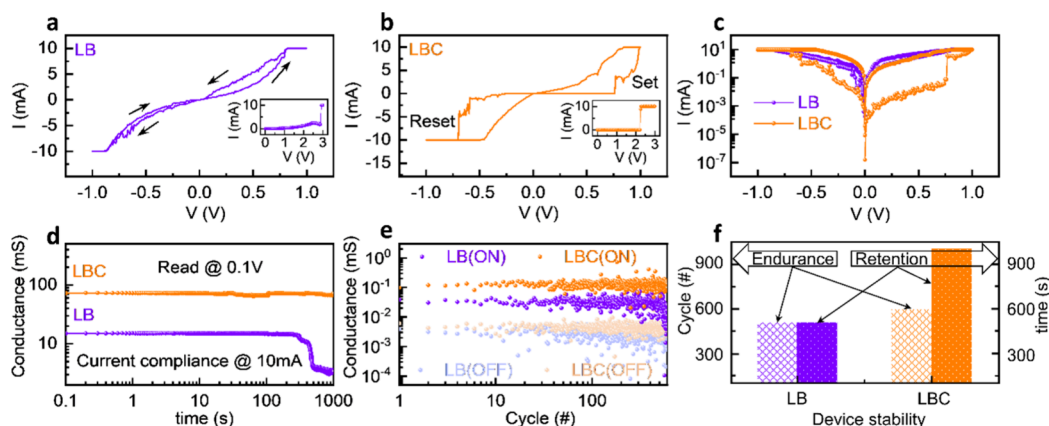 a
LB
I (mA)
10
5
0
-5
-10
-1.0 -0.5 0.0 0.5 1.0
V (V)
I (mA)
10
0
0 1 2 3
V (V)
b
LBC
Set
Reset
I (mA)
15
10
5
0
-5
-10
-15
-1.0 -0.5 0.0 0.5 1.0
V (V)
I (mA)
10
0
0 1 2 3
V (V)
c
I (mA)
10¹
10⁻¹
10⁻³
10⁻⁵
10⁻⁷
LB
LBC
-1.0 -0.5 0.0 0.5 1.0
V (V)
d
Conductance (mS)
100
10
LBC
Read @ 0.1V
LB
Current compliance @ 10mA
0.1 1 10 100 1000
time (s)
e
Conductance (mS)
10⁰
10⁻¹
10⁻²
10⁻³
10⁻⁴
LB(ON) LBC(ON)
LB(OFF) LBC(OFF)
1 10 100
Cycle (#)
f
Endurance Retention
Cycle (#)
900
600
300
time (s)
900
600
300
LB LBC
Device stability